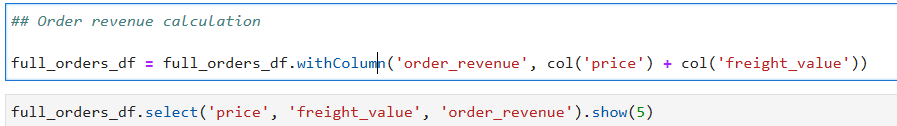 ## Order revenue calculation
full_orders_df = full_orders_df.withColumn('order_revenue', col('price') + col('freight_value'))
full_orders_df.select('price', 'freight_value', 'order_revenue').show(5)